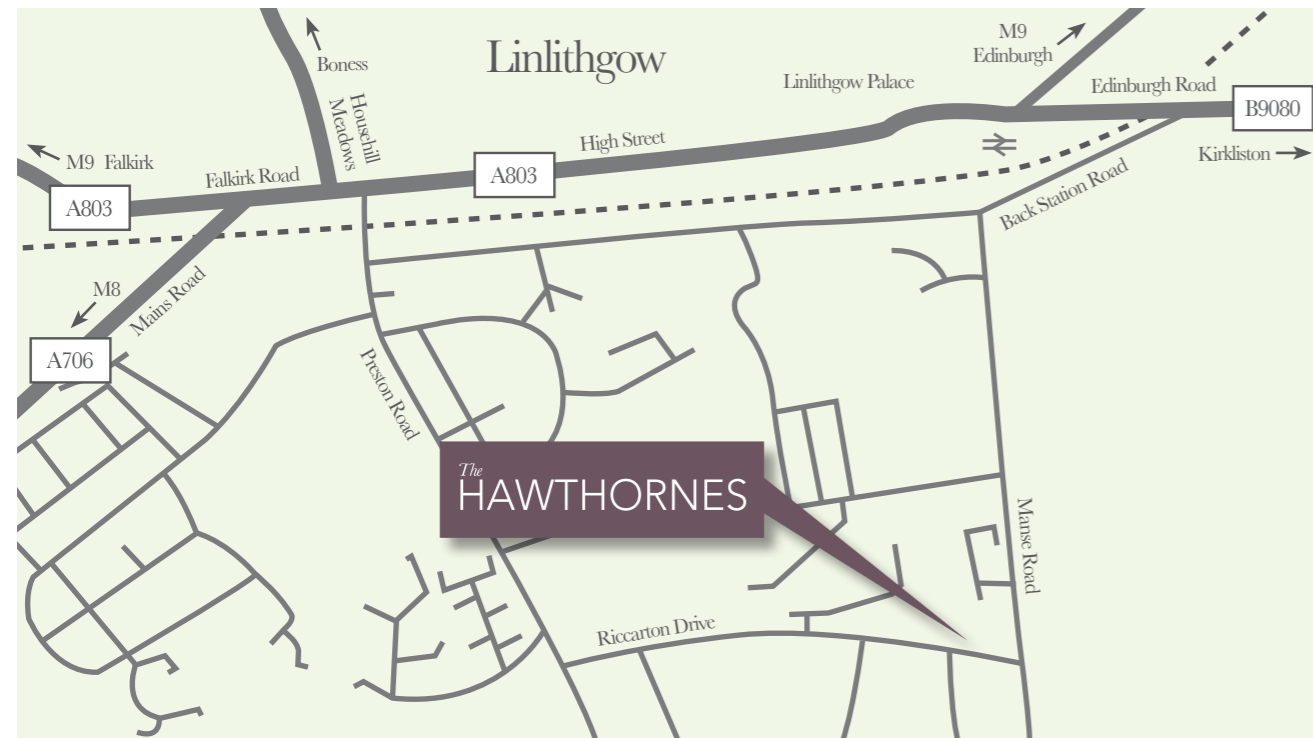 Linlithgow
M9
Edinburgh
Boness
Linlithgow Palace
Edinburgh Road
B9080
Househill
Meadows
High Street
Kirkliston
M9 Falkirk
Falkirk Road
A803
A803
Back Station Road
M8
Mains Road
A706
Preston Road
The
HAWTHORNES
Manse Road
Riccarton Drive